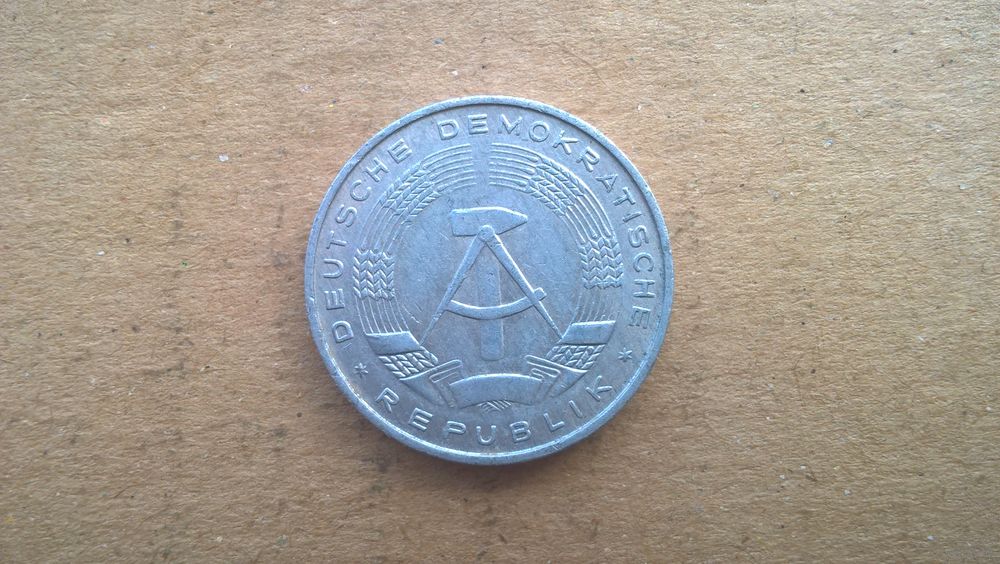 DEUTSCHE DEMOKRATISCHE
* REPUBLIK *